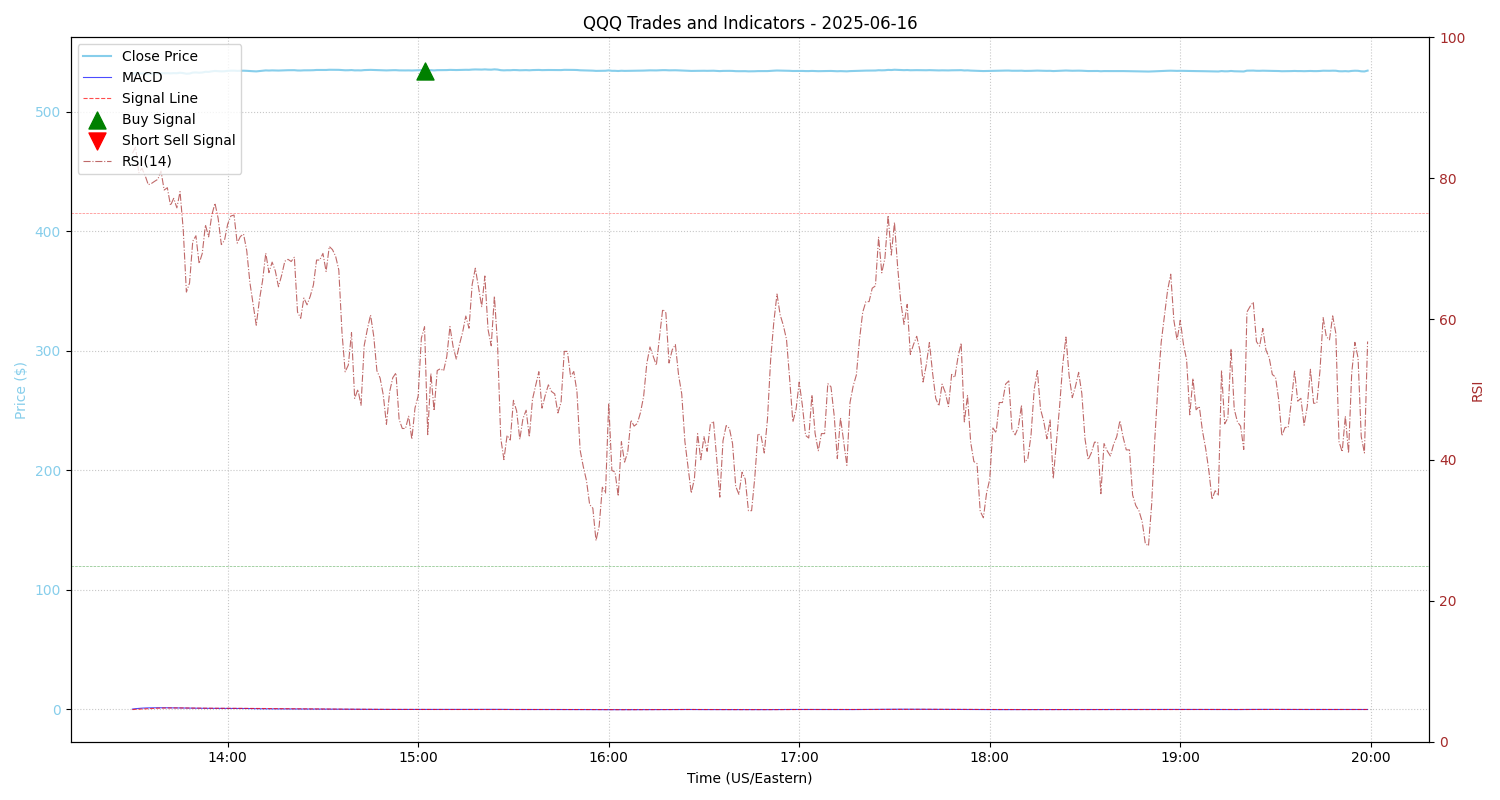 QQQ Trades and Indicators - 2025-06-16
Close Price
MACD
Signal Line
Buy Signal
Short Sell Signal
RSI(14)
500
400
300
200
100
0
Price ($)
100
80
60
40
20
0
RSI
14:00
15:00
16:00
17:00
18:00
19:00
20:00
Time (US/Eastern)